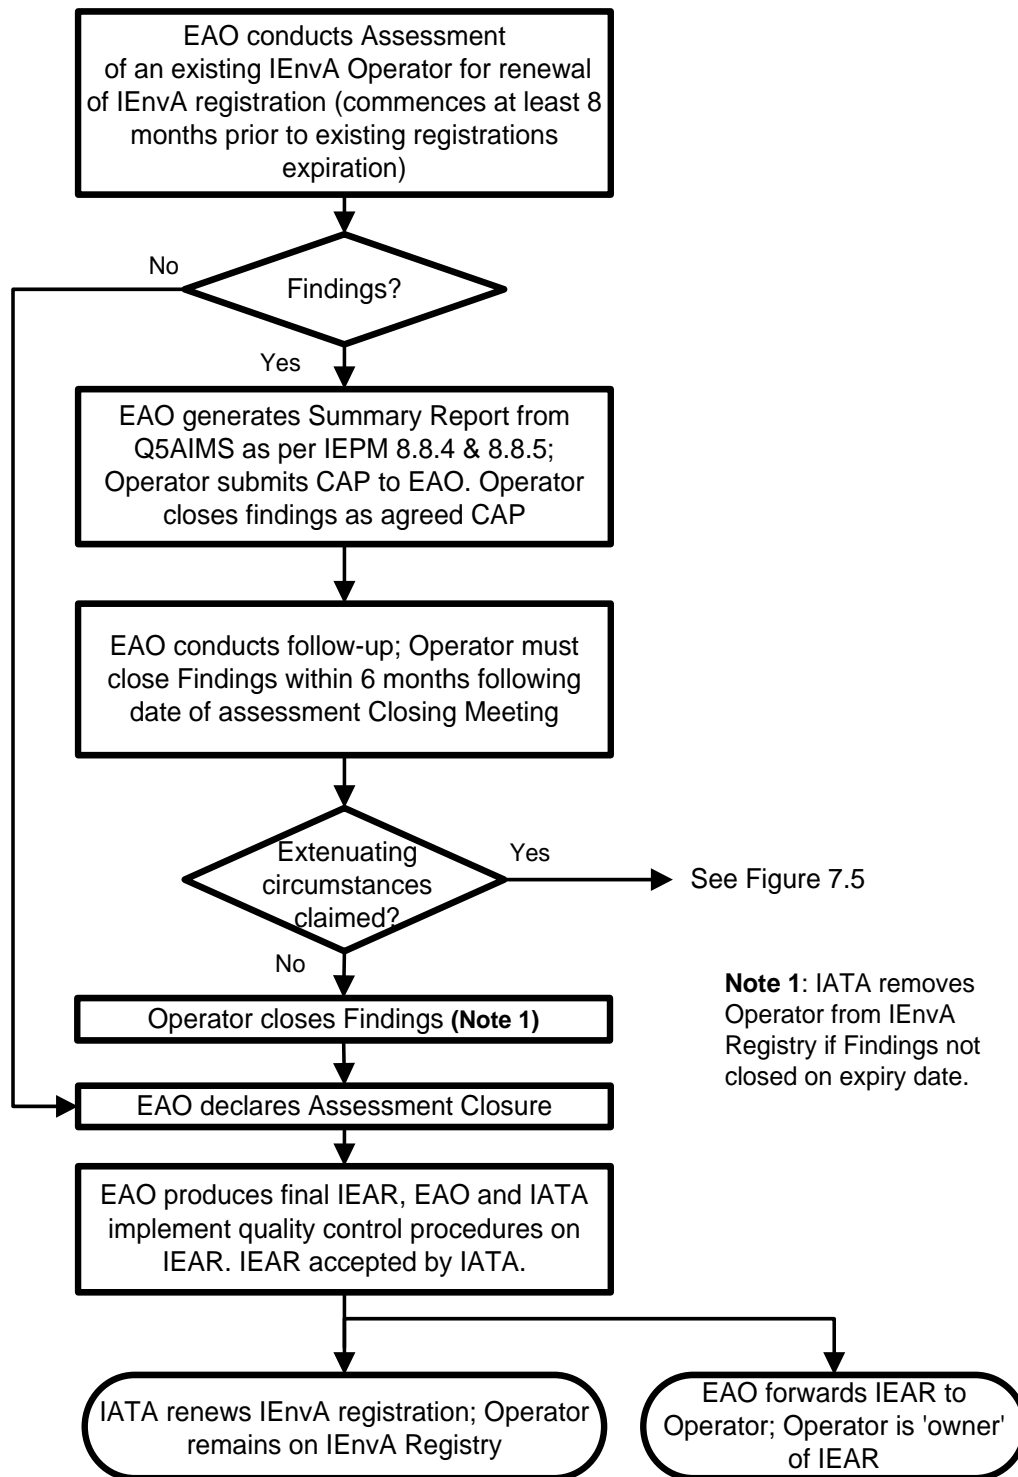 EAO conducts Assessment
of an existing IEnvA Operator for renewal
of IEnvA registration (commences at least 8
months prior to existing registrations
expiration)
No
Findings?
Yes
EAO generates Summary Report from
Q5AIMS as per IEPM 8.8.4 & 8.8.5;
Operator submits CAP to EAO. Operator
closes findings as agreed CAP
EAO conducts follow-up; Operator must
close Findings within 6 months following
date of assessment Closing Meeting
Extenuating
circumstances
claimed?
Yes
See Figure 7.5
No
Operator closes Findings (Note 1)
Note 1: IATA removes
Operator from IEnvA
Registry if Findings not
closed on expiry date.
EAO declares Assessment Closure
EAO produces final IEAR, EAO and IATA
implement quality control procedures on
IEAR. IEAR accepted by IATA.
IATA renews IEnvA registration; Operator
remains on IEnvA Registry
EAO forwards IEAR to
Operator; Operator is 'owner'
of IEAR